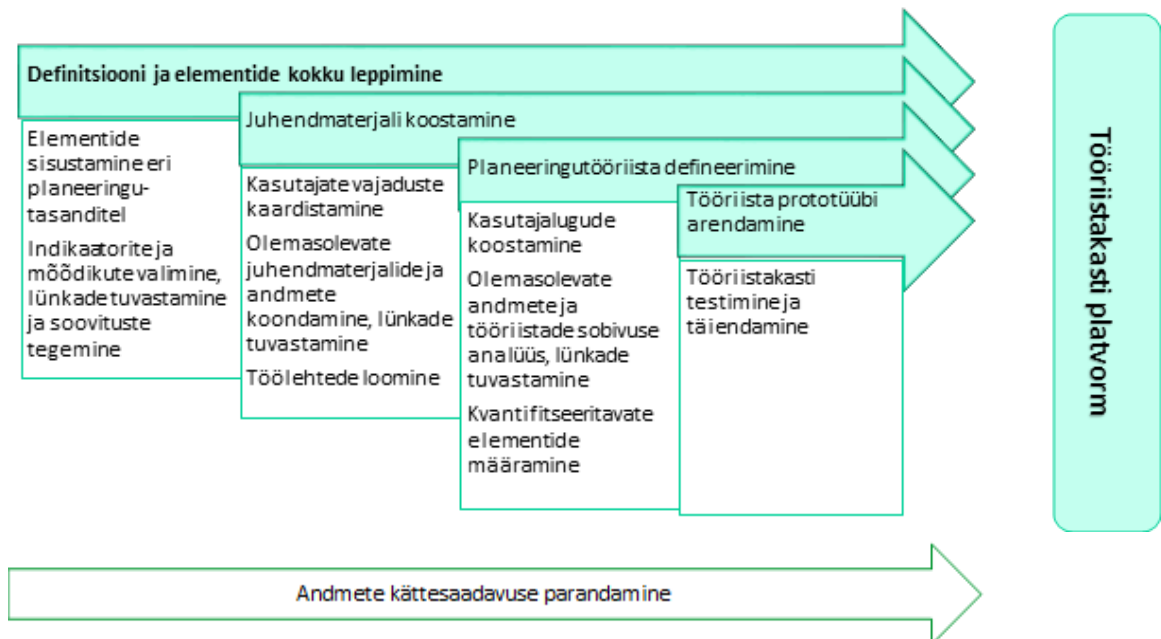 Definitsiooni ja elementide kokku leppimine
Elementide
sisustamine eri
planeeringu-
tasanditel
Indikaatorite ja
mõõdikute valimine,
lünkade tuvastamine
ja soovituste
tegemine
Juhendmaterjali koostamine
Kasutajate vajaduste
kaardistamine
Olemasolevate
juhendmaterjalide ja
andmete
koondamine, lünkade
tuvastamine
Töölehtede loomine
Planeeringutööriista defineerimine
Kasutajalugude
koostamine
Olemasolevate
andmete ja
tööriistade sobivuse
analüüs, lünkade
tuvastamine
Kvantifitseeritavate
elementide
määramine
Tööriista prototüübi
arendamine
Tööriistakasti
testimine ja
täiendamine
Tööriistakasti platvorm
Andmete kättesaadavuse parandamine